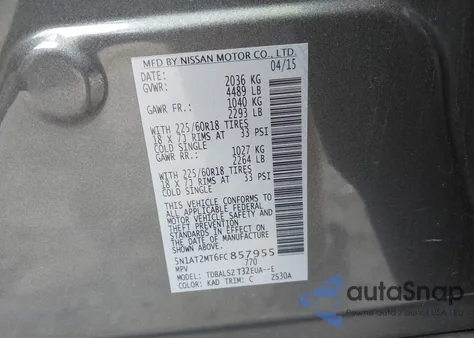 MFD BY NISSAN MOTOR CO., LTD.
DATE: 04/15
GVWR: 2036 KG
4489 LB
GAWR FR.: 1040 KG
2293 LB
WITH 225/60R18 TIRES
18 X 7J RIMS AT 33 PSI
COLD SINGLE
GAWR RR.: 1027 KG
2264 LB
WITH 225/60R18 TIRES
18 X 7J RIMS AT 33 PSI
COLD SINGLE
THIS VEHICLE CONFORMS TO
ALL APPLICABLE FEDERAL
MOTOR VEHICLE SAFETY AND
THEFT PREVENTION
STANDARDS IN EFFECT ON
THE DATE OF MANUFACTURE
SHOWN ABOVE.
5N1AT2MT6FC857955
MPV 770
MODEL: TDBALS2 T32EUA--E
COLOR: KAD TRIM: C ZS30A
autoSnap